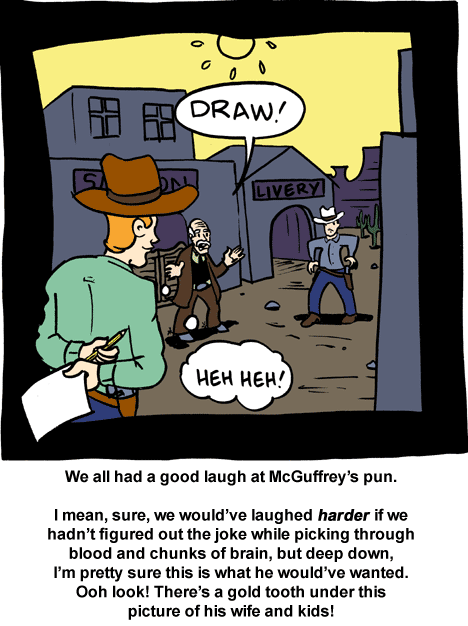 DRAW!
SALOON
LIVERY
HEH HEH!
We all had a good laugh at McGuffrey's pun.
I mean, sure, we would've laughed harder if we
hadn't figured out the joke while picking through
blood and chunks of brain, but deep down,
I'm pretty sure this is what he would've wanted.
Ooh look! There's a gold tooth under this
picture of his wife and kids!